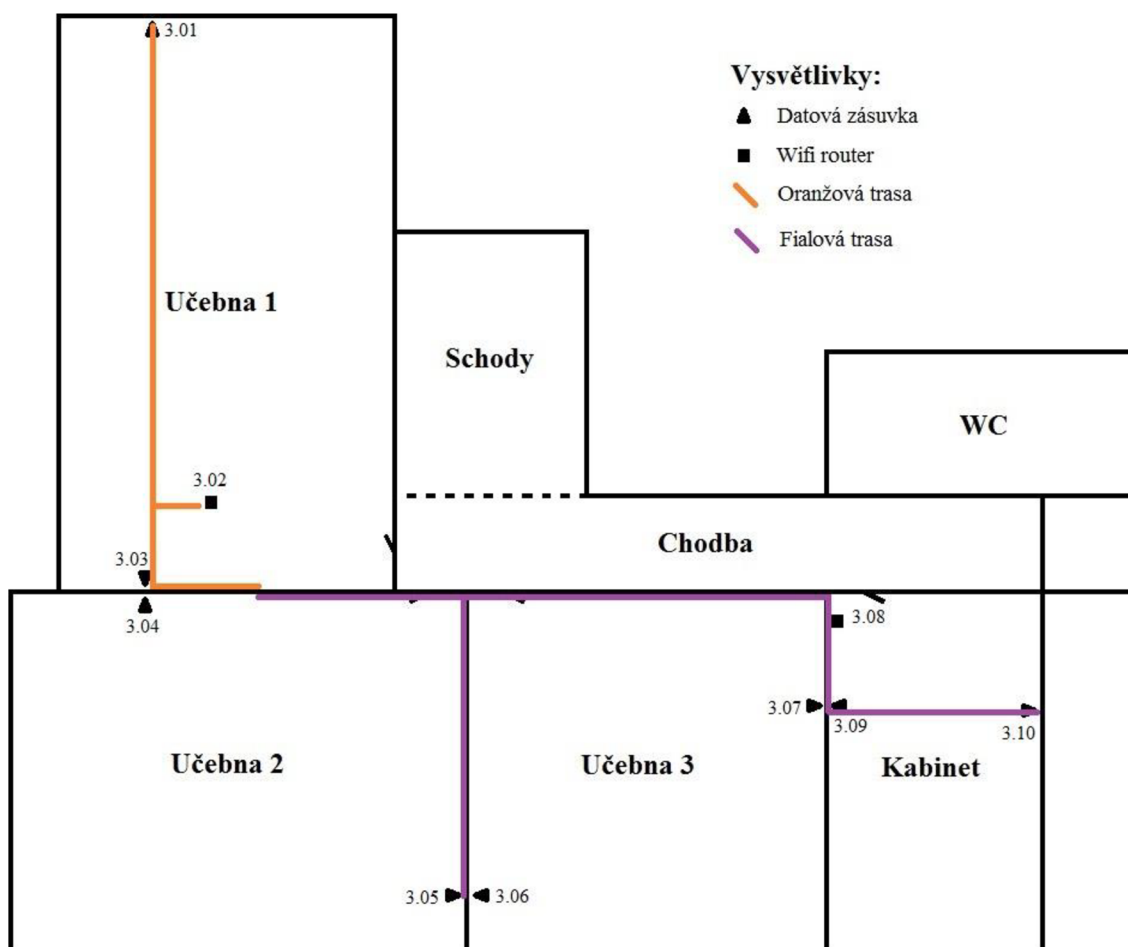 3.01
Vysvětlivky:
Datová zásuvka
Wifi router
Oranžová trasa
Fialová trasa
Učebna 1
Schody
WC
3.02
Chodba
3.03
3.04
3.08
3.07
3.09
3.10
Učebna 2
Učebna 3
Kabinet
3.05
3.06